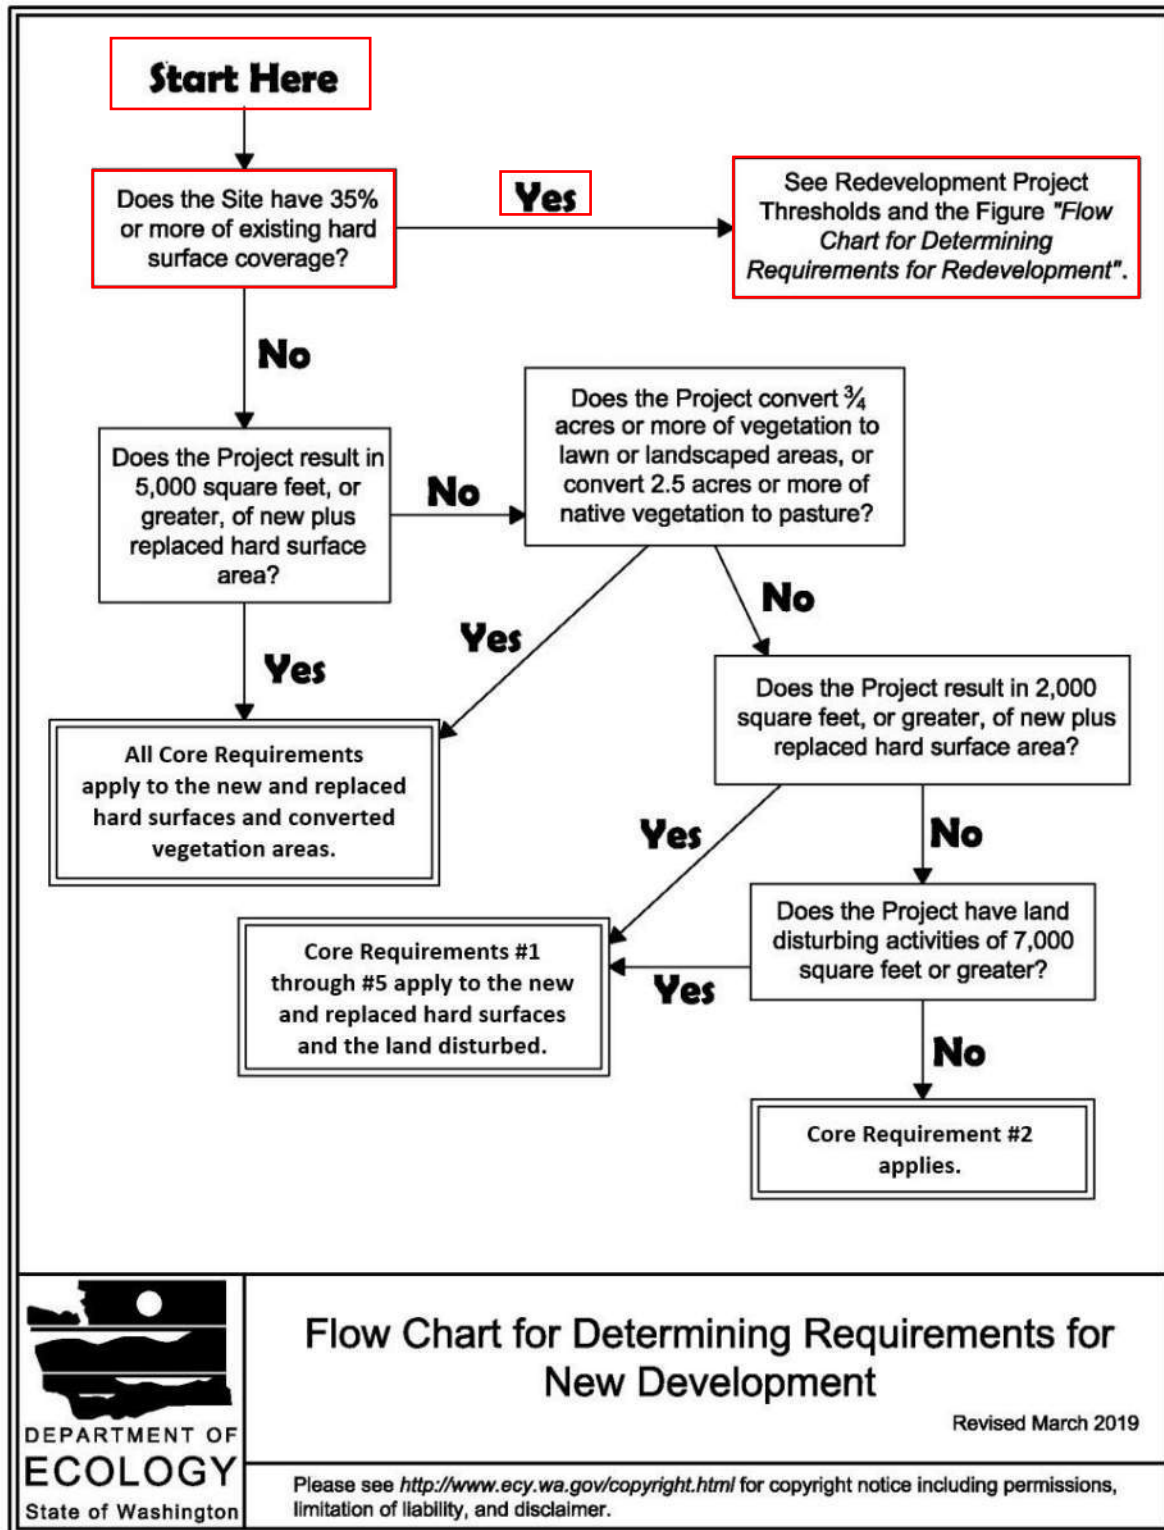 Start Here
Does the Site have 35%
or more of existing hard
surface coverage?
Yes
See Redevelopment Project
Thresholds and the Figure "Flow
Chart for Determining
Requirements for Redevelopment".
No
Does the Project result in
5,000 square feet, or
greater, of new plus
replaced hard surface
area?
No
Does the Project convert ¾
acres or more of vegetation to
lawn or landscaped areas, or
convert 2.5 acres or more of
native vegetation to pasture?
Yes
Yes
No
All Core Requirements
apply to the new and replaced
hard surfaces and converted
vegetation areas.
Does the Project result in 2,000
square feet, or greater, of new plus
replaced hard surface area?
Yes
No
Core Requirements #1
through #5 apply to the new
and replaced hard surfaces
and the land disturbed.
Yes
Does the Project have land
disturbing activities of 7,000
square feet or greater?
No
Core Requirement #2
applies.
DEPARTMENT OF
ECOLOGY
State of Washington
Flow Chart for Determining Requirements for
New Development
Revised March 2019
Please see http://www.ecy.wa.gov/copyright.html for copyright notice including permissions,
limitation of liability, and disclaimer.